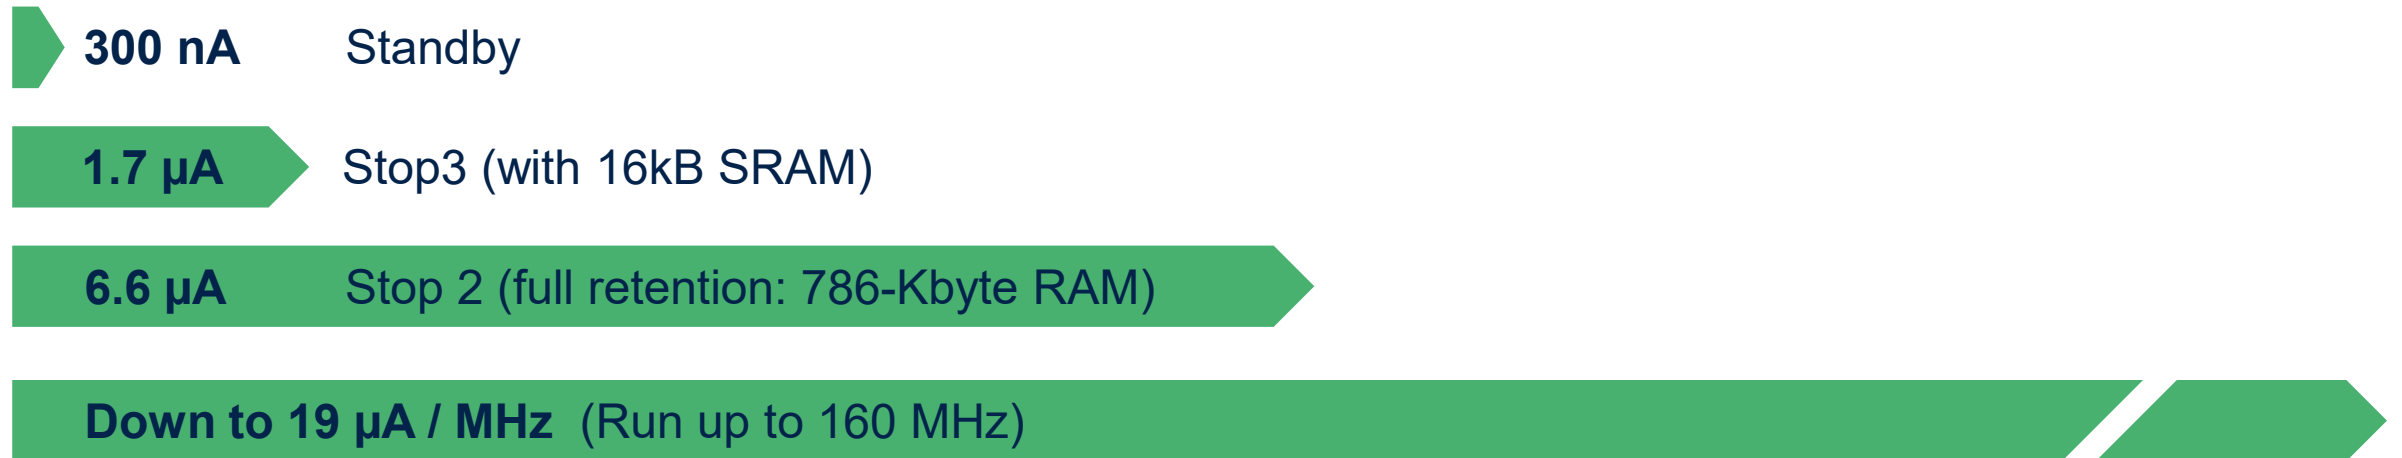 300 nA Standby
1.7 µA Stop3 (with 16kB SRAM)
6.6 µA Stop 2 (full retention: 786-Kbyte RAM)
Down to 19 µA / MHz (Run up to 160 MHz)